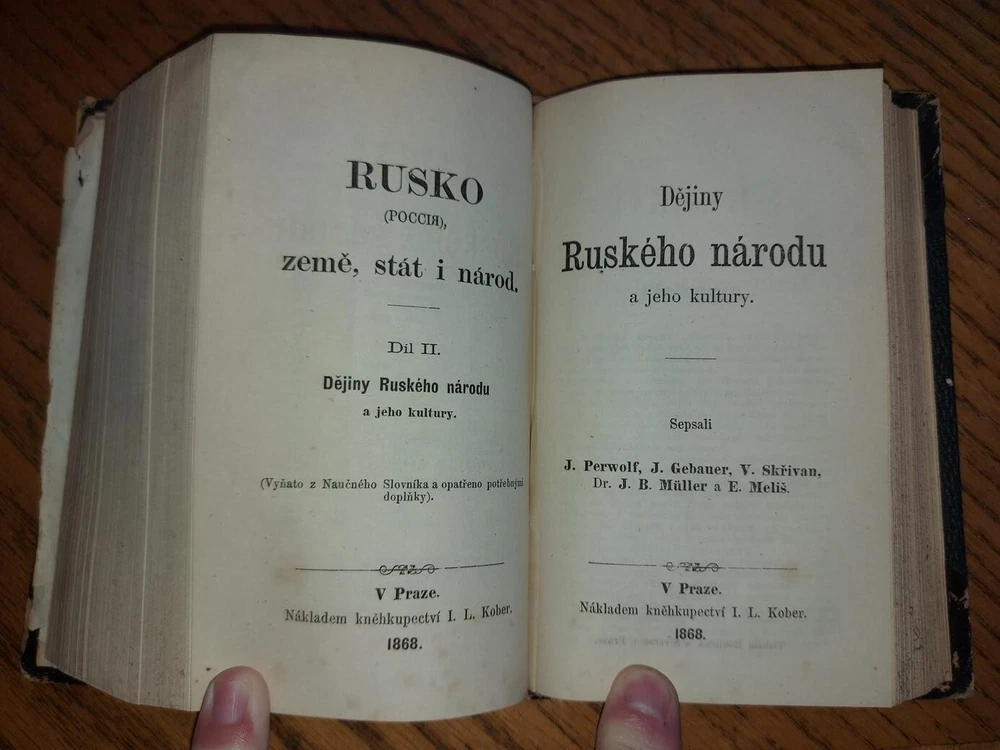 RUSKO
(РОССІЯ),
země, stát i národ.
Díl II.
Dějiny Ruského národu
a jeho kultury.
(Vyňato z Naučného Slovníka a opatřeno potřebnými
doplňky).
V Praze.
Nákladem kněhkupectví I. L. Kober.
1868.
Dějiny
Ruského národu
a jeho kultury.
Sepsali
J. Perwolf, J. Gebauer, V. Skřivan,
Dr. J. B. Müller a E. Meliš.
V Praze.
Nákladem kněhkupectví I. L. Kober.
1868.